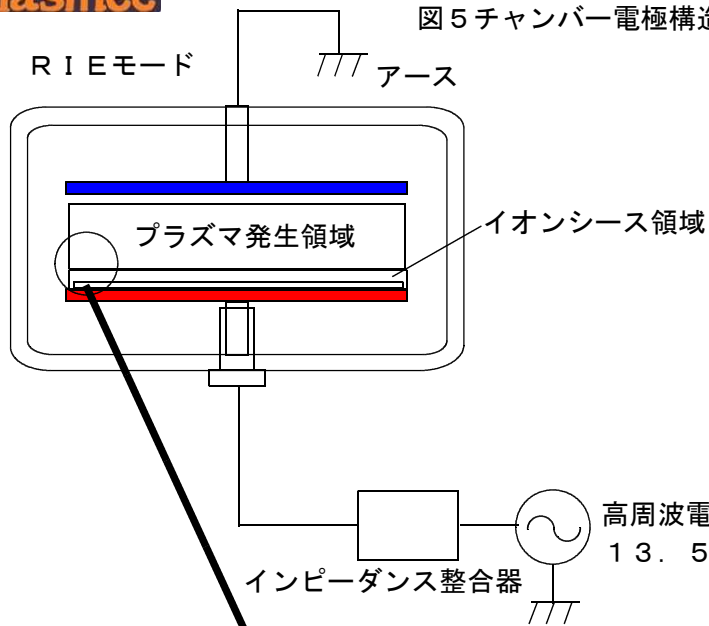 図5チャンバー電極構造
RIEモード
アース
プラズマ発生領域
イオンシース領域
高周波電
13. 5
インピーダンス整合器